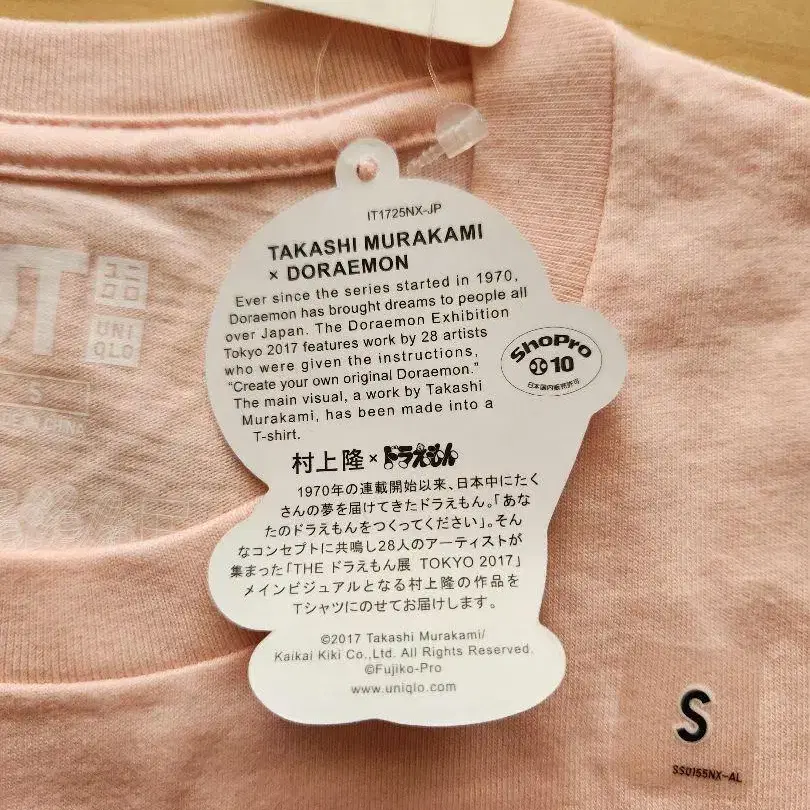 IT1725NX-JP
TAKASHI MURAKAMI
× DORAEMON
Ever since the series started in 1970,
Doraemon has brought dreams to people all
over Japan. The Doraemon Exhibition
Tokyo 2017 features work by 28 artists
who were given the instructions,
“Create your own original Doraemon.”
The main visual, a work by Takashi
Murakami, has been made into a
T-shirt.
ShoPro
10
日本国内販売許可
村上隆×ドラえもん
1970年の連載開始以来、日本中にたく
さんの夢を届けてきたドラえもん。「あな
たのドラえもんをつくってください」。そん
なコンセプトに共鳴し28人のアーティストが
集まった「THE ドラえもん展 TOKYO 2017」
メインビジュアルとなる村上隆の作品を
Tシャツにのせてお届けします。
©2017 Takashi Murakami/
Kaikai Kiki Co.,Ltd. All Rights Reserved.
©Fujiko-Pro
www.uniqlo.com
UT
ユニ
クロ
UNI
QLO
S
CHINA
S
SS0155NX-AL